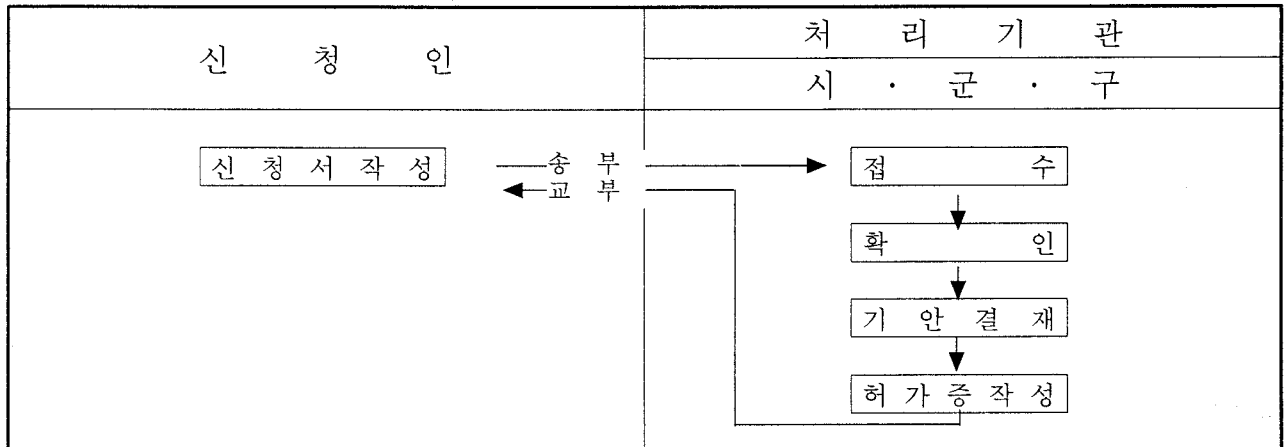 신 청 인
처 리 기 관
시 · 군 · 구
신 청 서 작 성
송 부
접 수
교 부
확 인
기 안 결 재
허 가 증 작 성